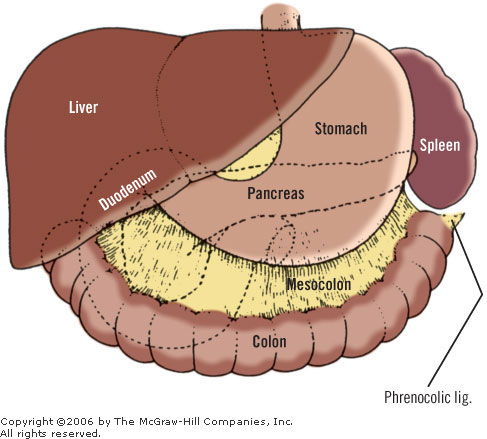 Liver
Stomach
Spleen
Duodenum
Pancreas
Mesocolon
Colon
Phrenocolic lig.
Copyright ©2006 by The McGraw-Hill Companies, Inc.
All rights reserved.